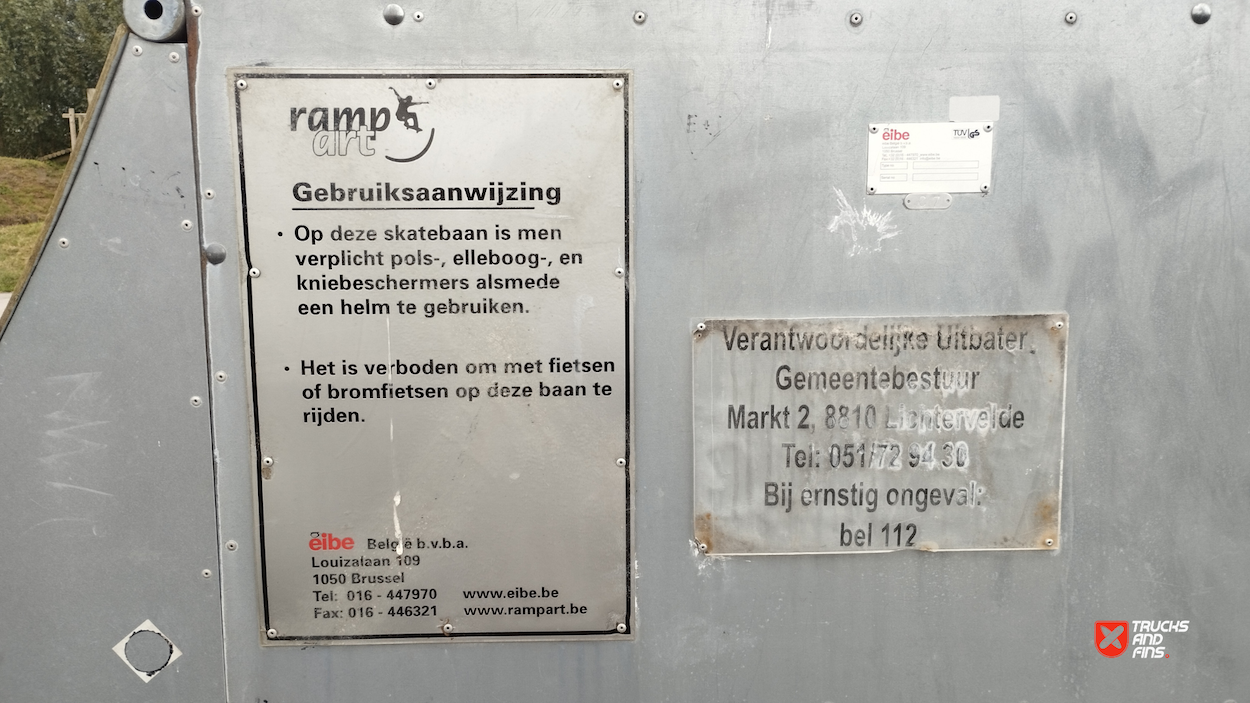 ramp
art
Gebruiksaanwijzing
• Op deze skatebaan is men
verplicht pols-, elleboog-, en
kniebeschermers alsmede
een helm te gebruiken.
• Het is verboden om met fietsen
of bromfietsen op deze baan te
rijden.
eibe België b.v.b.a.
Louizalaan 109
1050 Brussel
Tel: 016 - 447970 www.eibe.be
Fax: 016 - 446321 www.rampart.be
eibe TÜV GS
Verantwoordelijke Uitbater
Gemeentebestuur
Markt 2, 8810 Lichtervelde
Tel: 051/72 94 30
Bij ernstig ongeval:
bel 112
TRUCKS
AND
FINS.